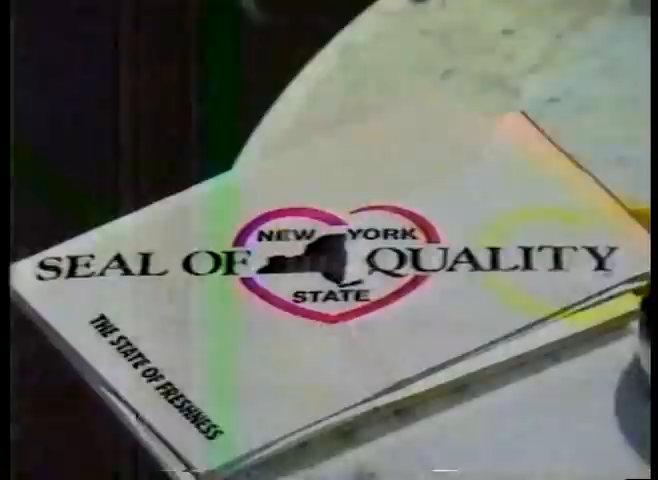 NEW YORK
SEAL OF QUALITY
STATE
THE STATE OF FRESHNESS